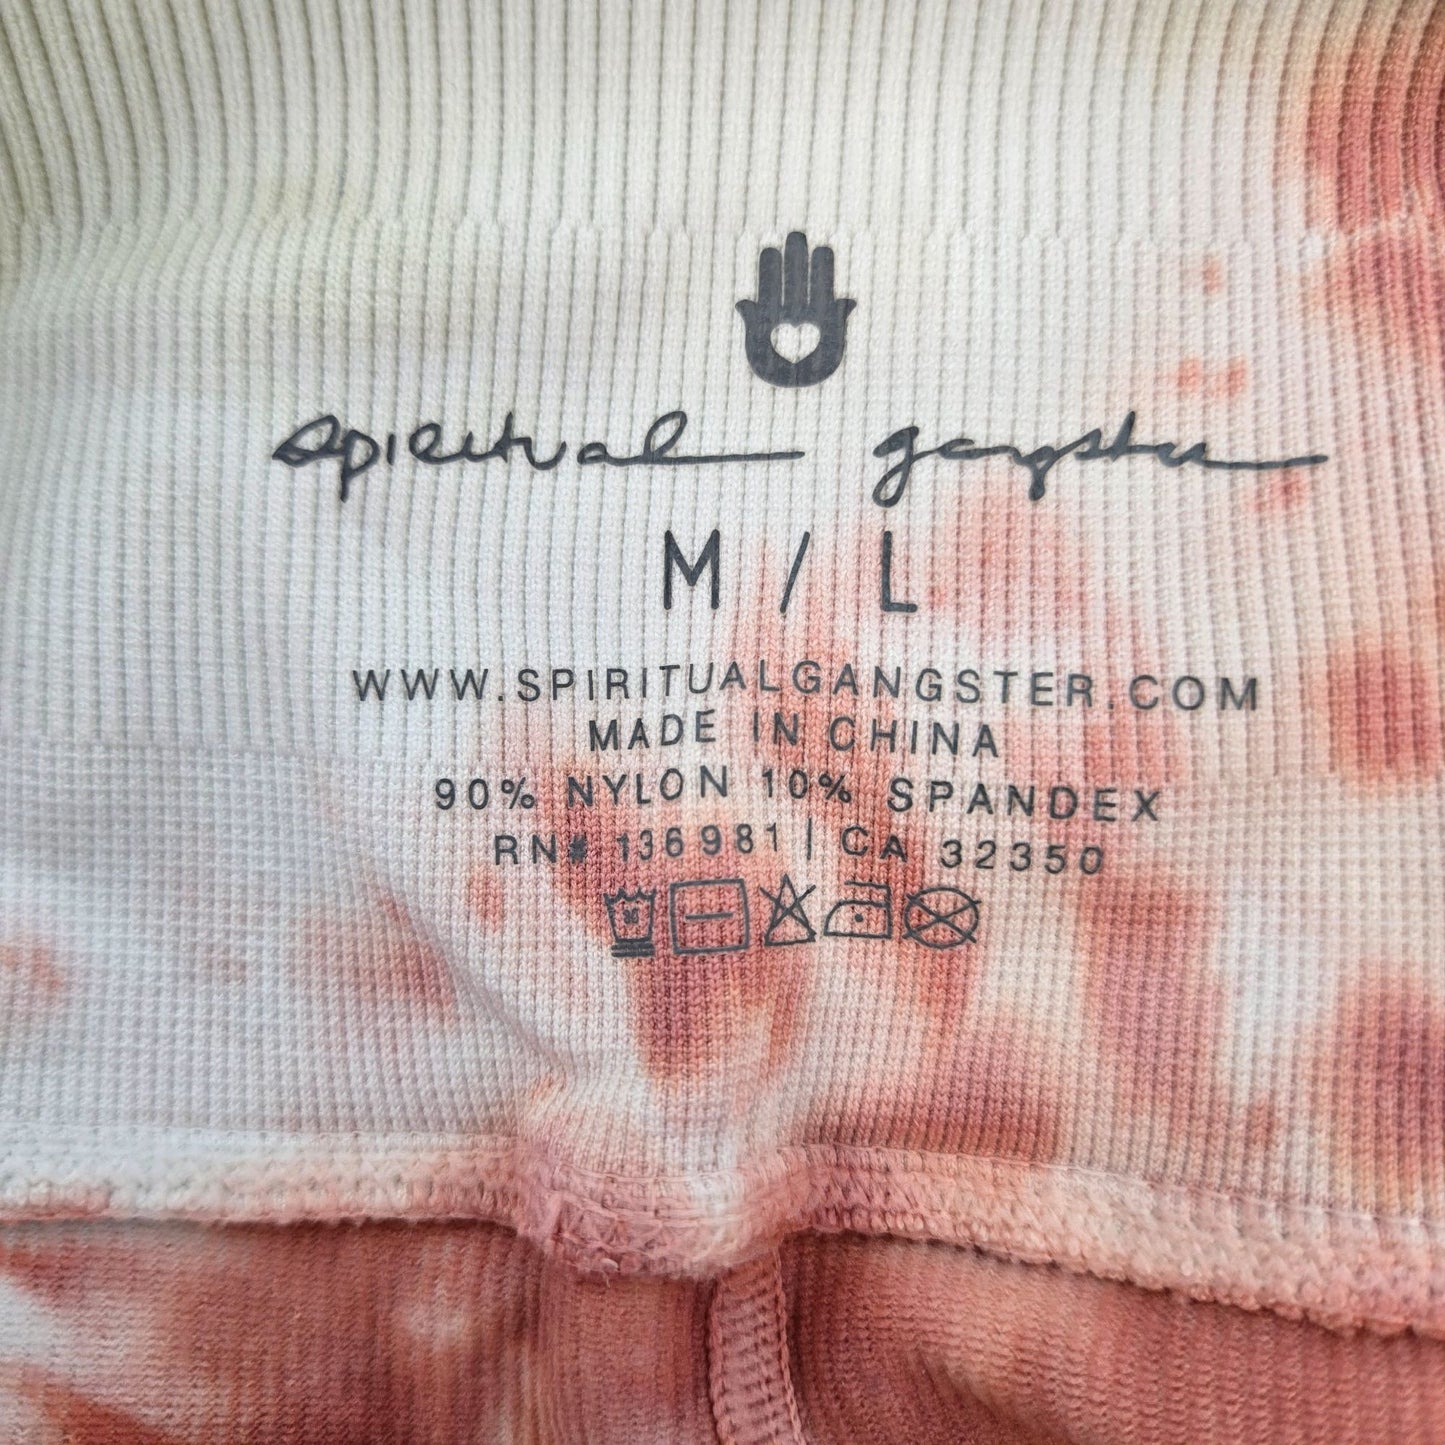 spiritual gangster
M / L
WWW.SPIRITUALGANGSTER.COM
MADE IN CHINA
90% NYLON 10% SPANDEX
RN# 136981 | CA 32350